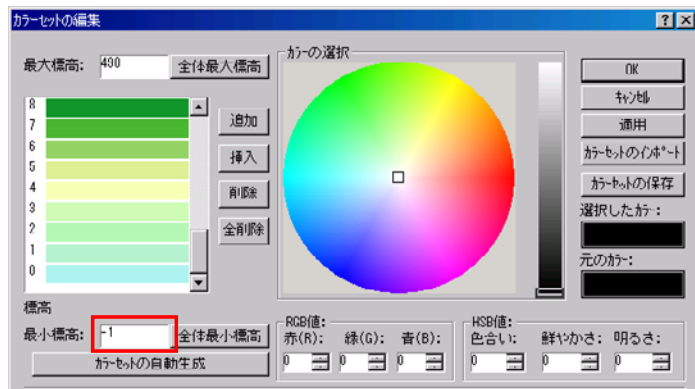 カラーセットの編集
最大標高: 490 全体最大標高
8
7
6
5
4
3
2
1
0
追加
挿入
削除
全削除
標高
最小標高: -1 全体最小標高
カラーセットの自動生成
カラーの選択
RGB値:
赤(R): 緑(G): 青(B):
0 0 0
HSB値:
色合い: 鮮やかさ: 明るさ:
0 0 0
OK
キャンセル
適用
カラーセットのインポート
カラーセットの保存
選択したカラー:
元のカラー: